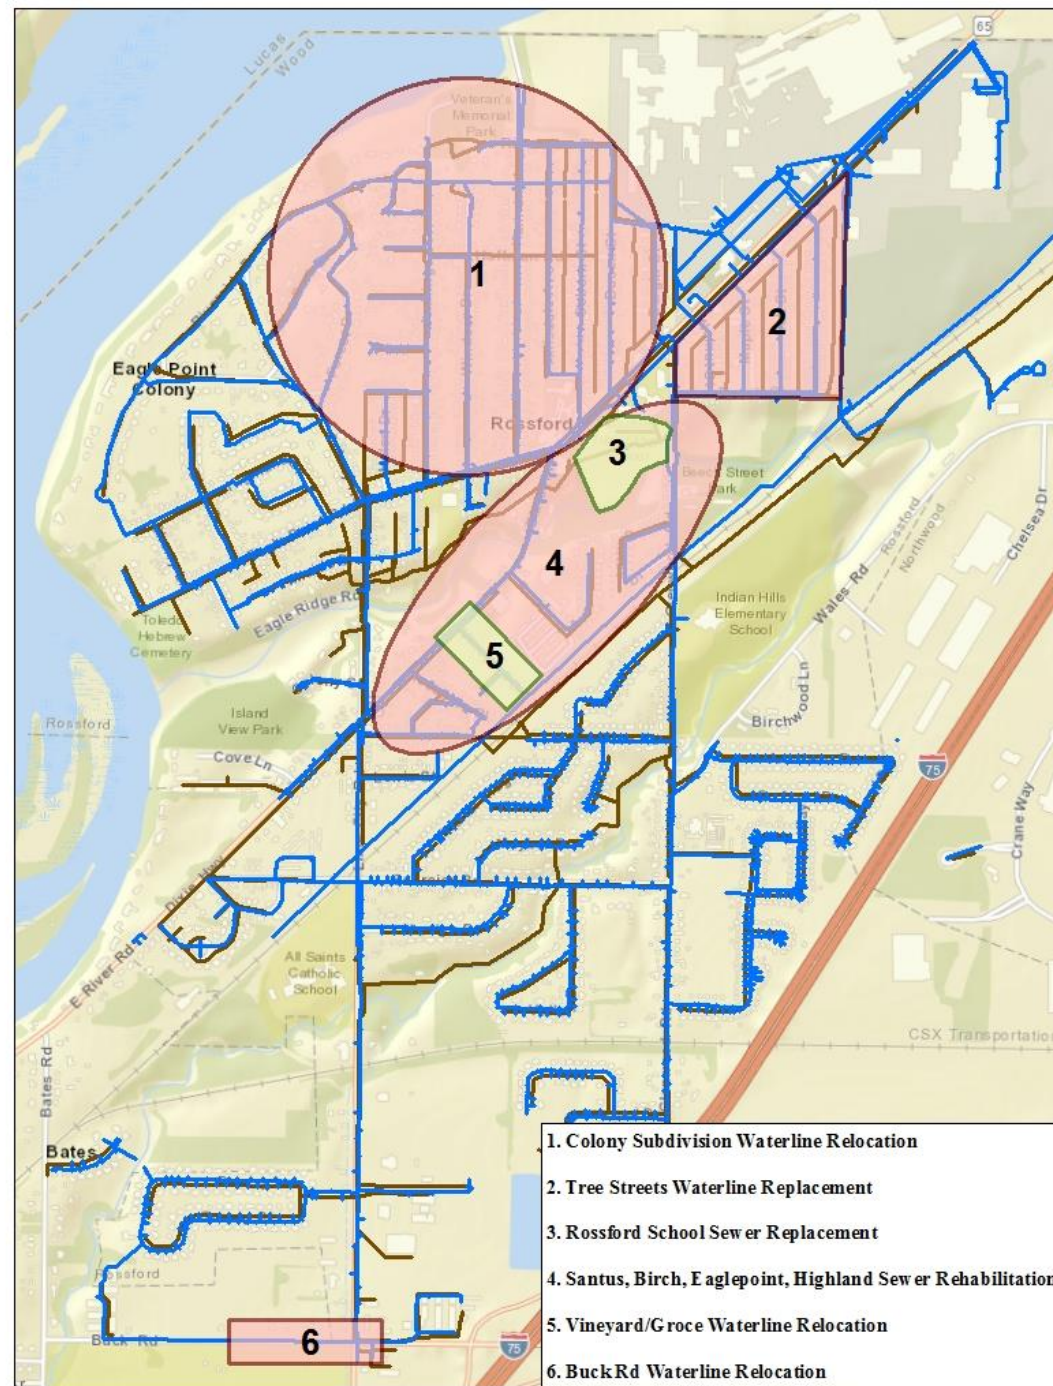 65
Lucas
Wood
Veteran's
Memorial
Park
1
2
Eagle Point
Colony
Rossford
3
Beech Street
Park
4
Rossford
Northwood
Chelsea Dr
Wales Rd
Indian Hills
Elementary
School
Eagle Ridge Rd
Toledo
Hebrew
Cemetery
5
Birchwood Ln
Island
View Park
Rossford
Cove Ln
75
Crane Way
Dixie Hwy
E River Rd
All Saints
Catholic
School
CSX Transportation
Bates Rd
Bates
Rossford
Buck Rd
6
75
1. Colony Subdivision Waterline Relocation
2. Tree Streets Waterline Replacement
3. Rossford School Sewer Replacement
4. Santus, Birch, Eaglepoint, Highland Sewer Rehabilitation
5. Vineyard/Groce Waterline Relocation
6. Buck Rd Waterline Relocation